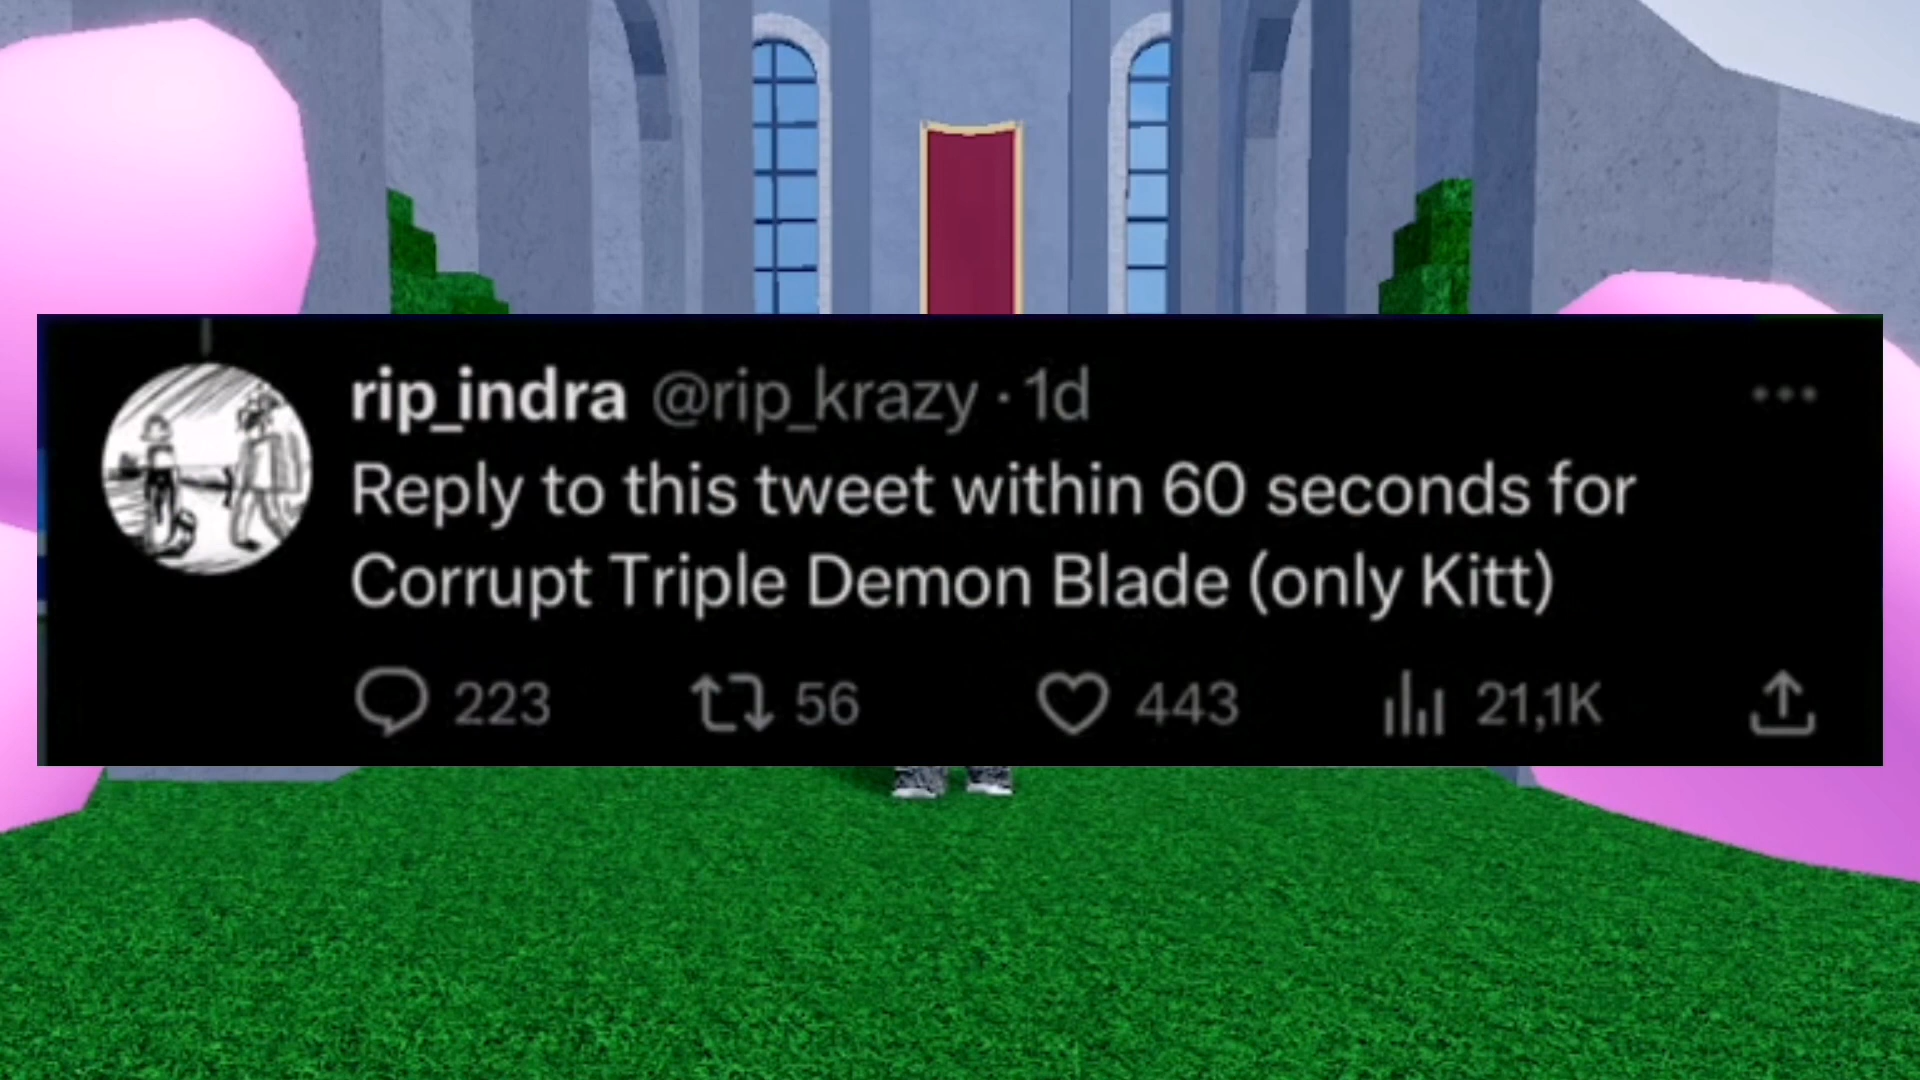 rip_indra @rip_krazy · 1d
Reply to this tweet within 60 seconds for
Corrupt Triple Demon Blade (only Kitt)
223 56 443 21,1K